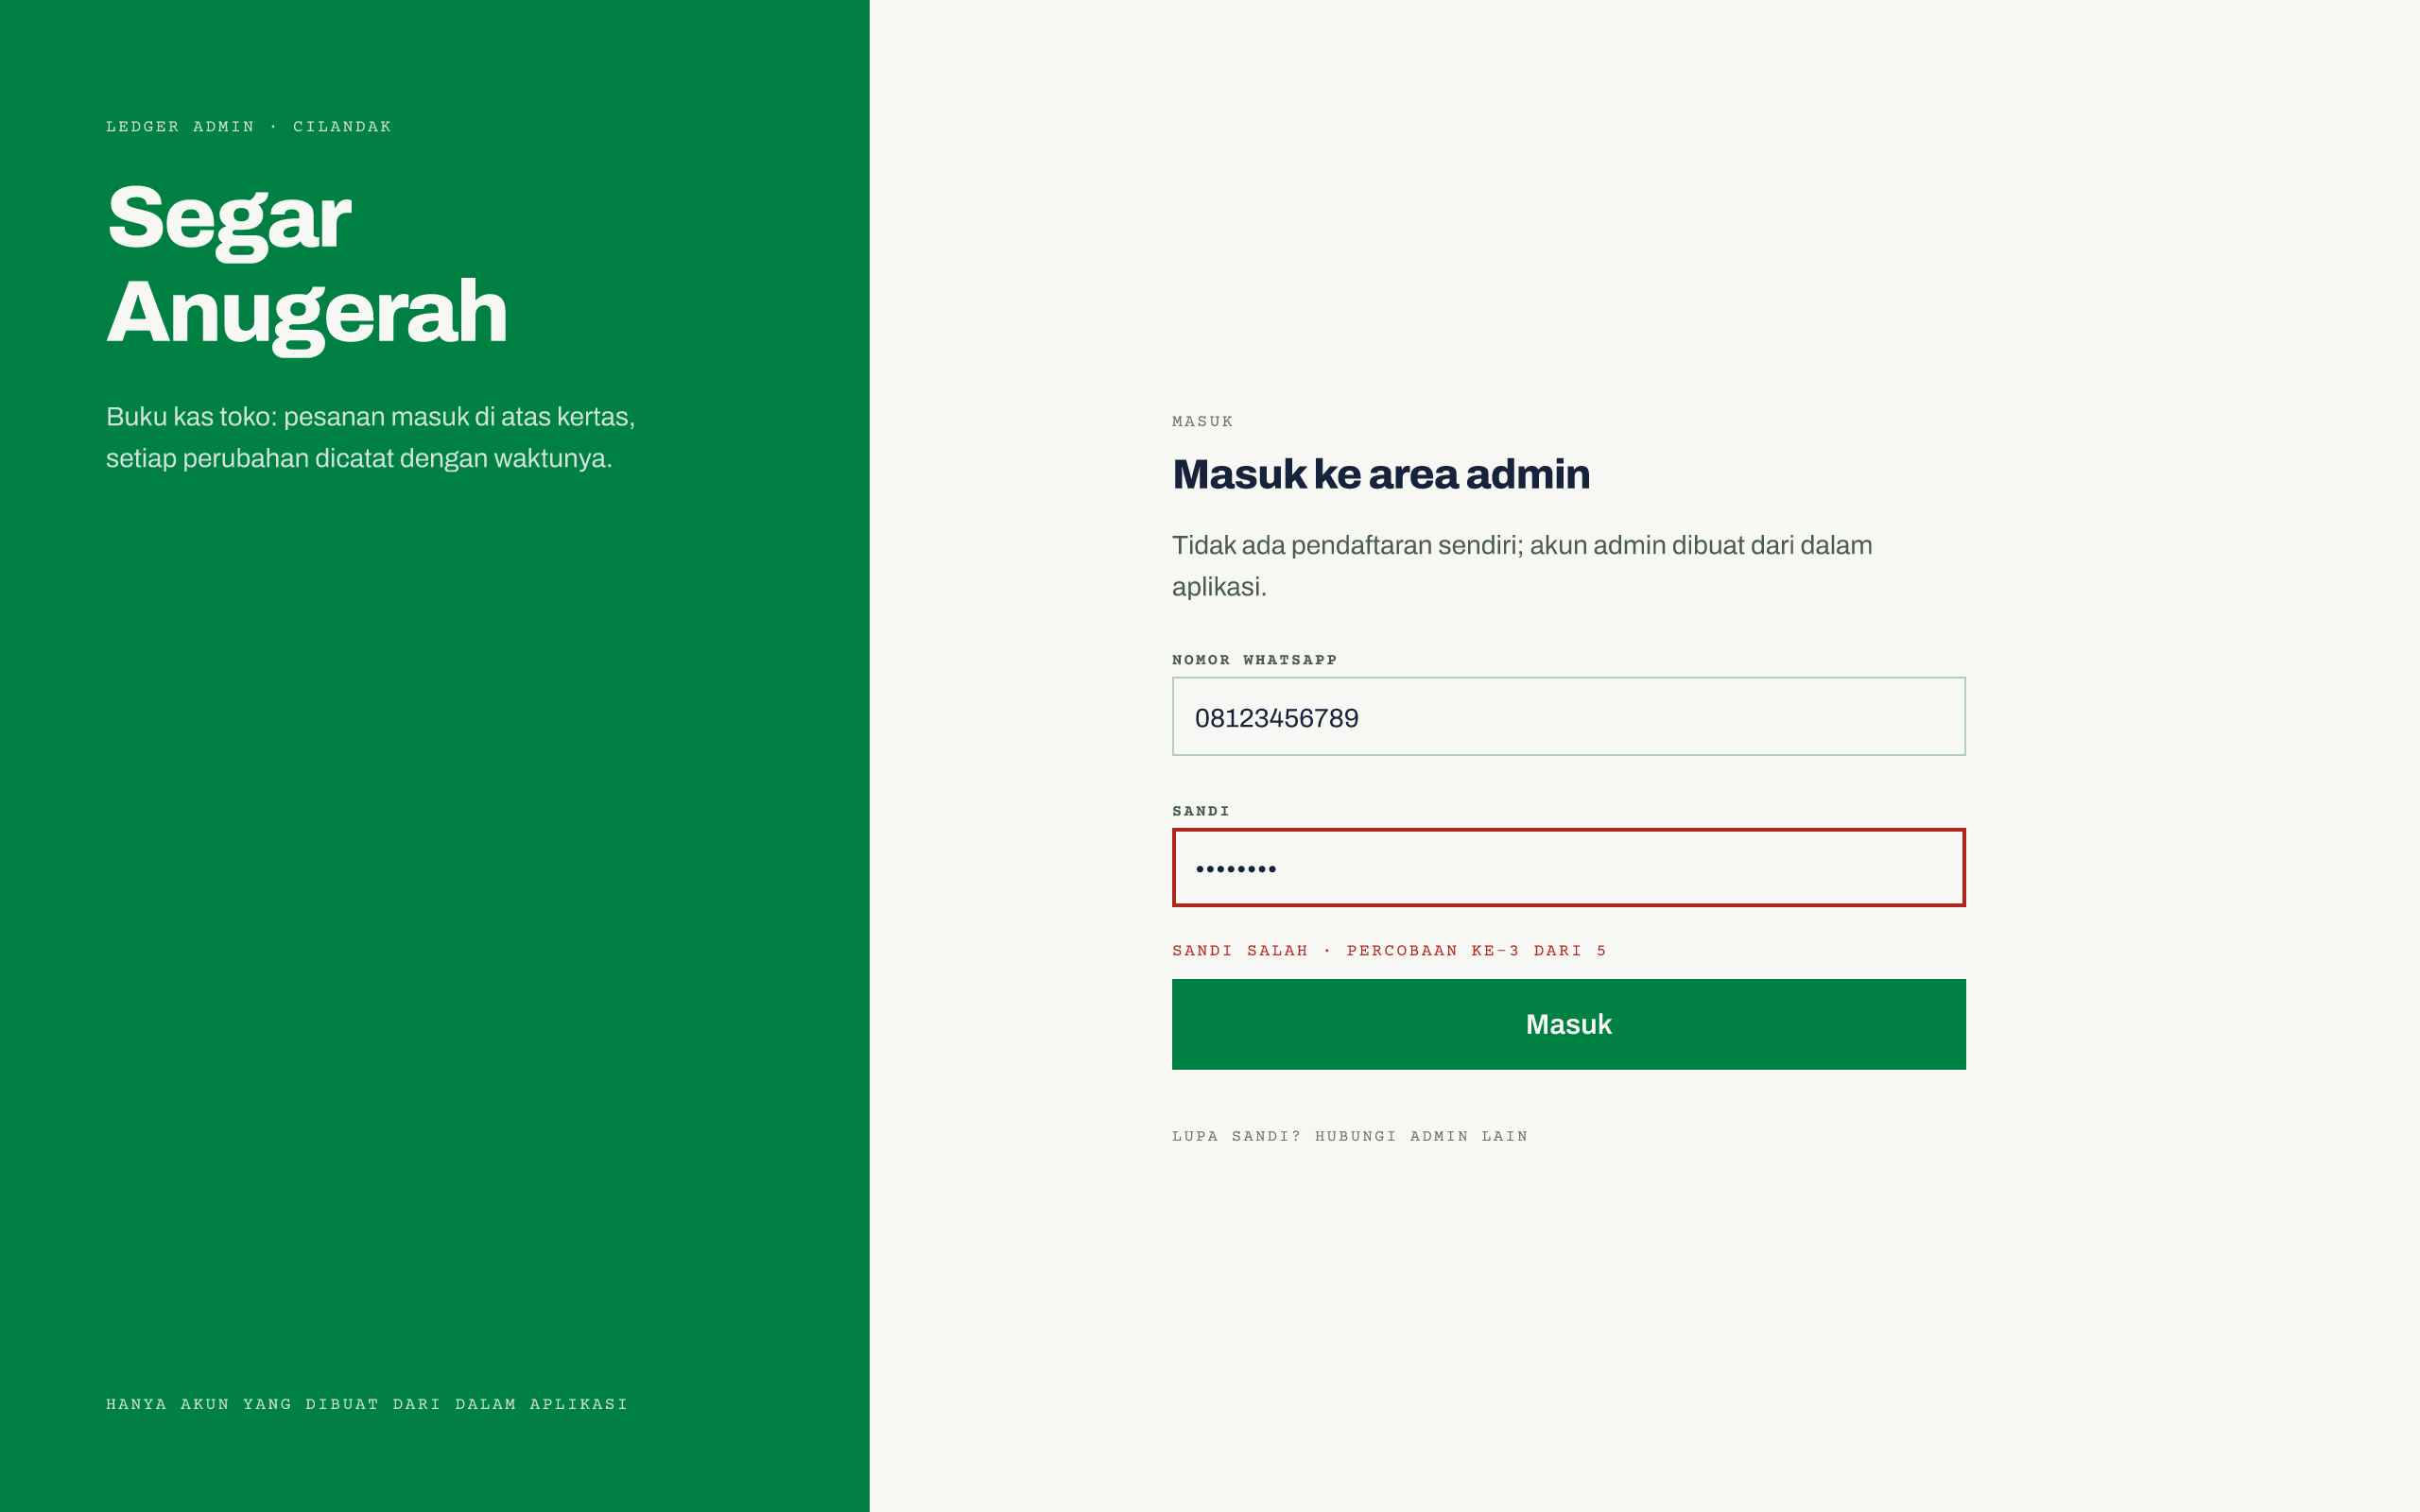 LEDGER ADMIN · CILANDAK
Segar
Anugerah
Buku kas toko: pesanan masuk di atas kertas,
setiap perubahan dicatat dengan waktunya.
HANYA AKUN YANG DIBUAT DARI DALAM APLIKASI
MASUK
Masuk ke area admin
Tidak ada pendaftaran sendiri; akun admin dibuat dari dalam
aplikasi.
NOMOR WHATSAPP
08123456789
SANDI
••••••••
SANDI SALAH · PERCOBAAN KE-3 DARI 5
Masuk
LUPA SANDI? HUBUNGI ADMIN LAIN